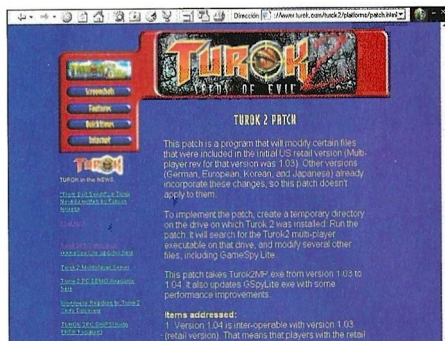 Dirección
://www.turok.com/turok2/platforms/patch.html
TUROK 2
SEEDS OF EVIL
Screenshots
Features
Quicktimes
Internet
TUROK
TUROK in the NEWS
TUROK 2 PATCH
This patch is a program that will modify certain files
that were included in the initial US retail version (Multi-
player rev for that version was 1.03). Other versions
(German, European, Korean, and Japanese) already
incorporate these changes, so this patch doesn't
apply to them.
To implement the patch, create a temporary directory
on the drive on which Turok 2 was installed. Run the
patch. It will search for the Turok2 multi-player
executable on that drive, and modify several other
files, including GameSpy Lite.
This patch takes Turok2MP.exe from version 1.03 to
1.04. It also updates GSpyLite.exe with some
performance improvements.
Items addressed:
1. Version 1.04 is inter-operable with version 1.03
(retail version). That means that players with the retail